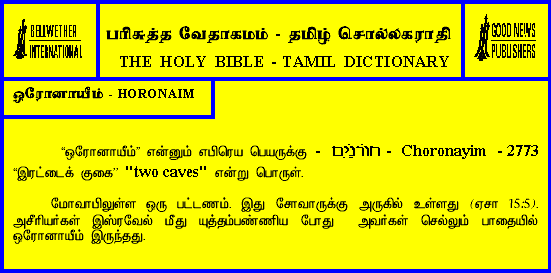 BELLWETHER
INTERNATIONAL
பரிசுத்த வேதாகமம் - தமிழ் சொல்லகராதி
THE HOLY BIBLE - TAMIL DICTIONARY
GOOD NEWS
PUBLISHERS
ஒரோனாயீம் - HORONAIM
“ஒரோனாயீம்” என்னும் எபிரெய பெயருக்கு - חוֹרֹנַיִם - Choronayim - 2773
“இரட்டைக் குகை” "two caves" என்று பொருள்.
மோவாபிலுள்ள ஒரு பட்டணம். இது சோவாருக்கு அருகில் உள்ளது (ஏசா 15:5).
அசீரியர்கள் இஸ்ரவேல் மீது யுத்தம்பண்ணிய போது அவர்கள் செல்லும் பாதையில்
ஒரோனாயீம் இருந்தது.